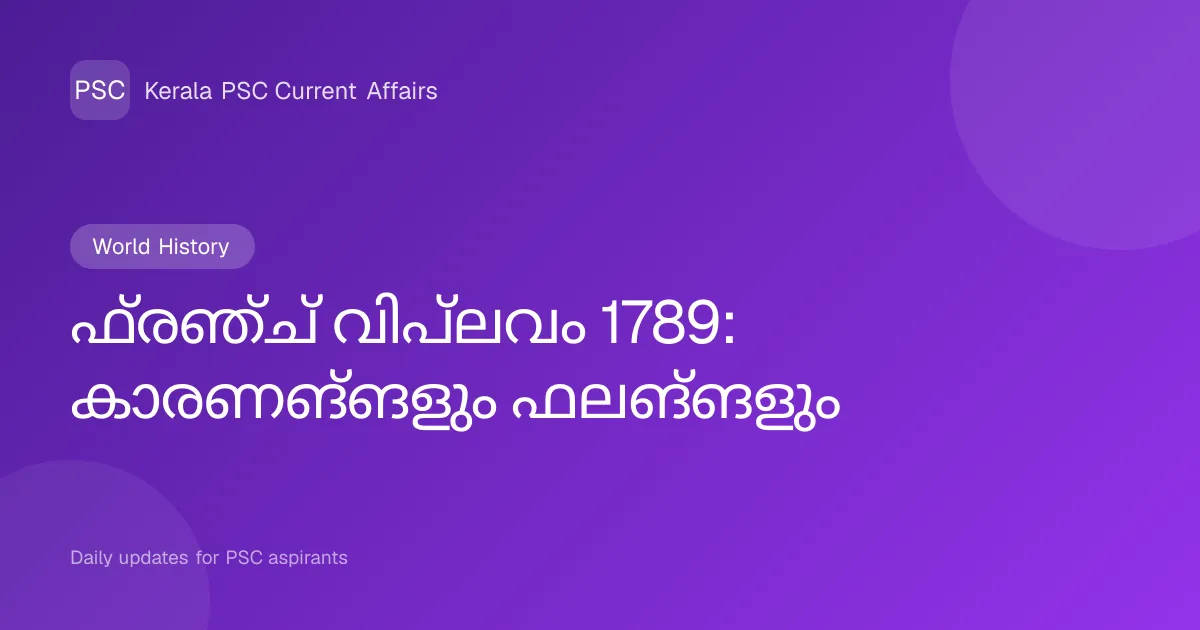 PSC Kerala PSC Current Affairs
World History
ഫ്രഞ്ച് വിപ്ലവം 1789:
കാരണങ്ങളും ഫലങ്ങളും
Daily updates for PSC aspirants